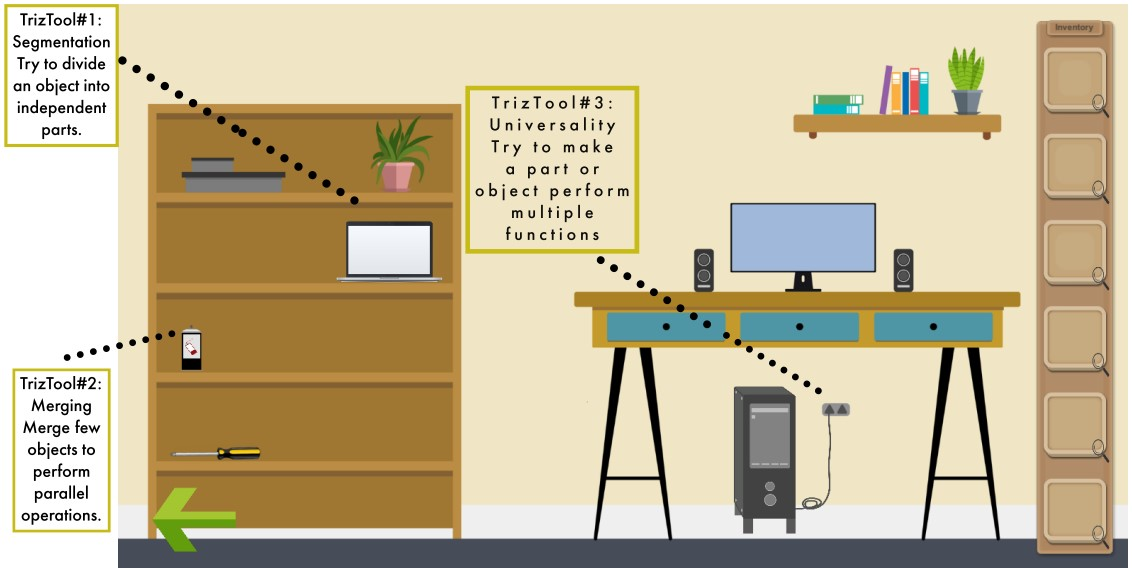 TrizTool#1:
Segmentation
Try to divide
an object into
independent
parts.
TrizTool#3:
Universality
Try to make
a part or
object perform
multiple
functions
Inventory
TrizTool#2:
Merging
Merge few
objects to
perform
parallel
operations.